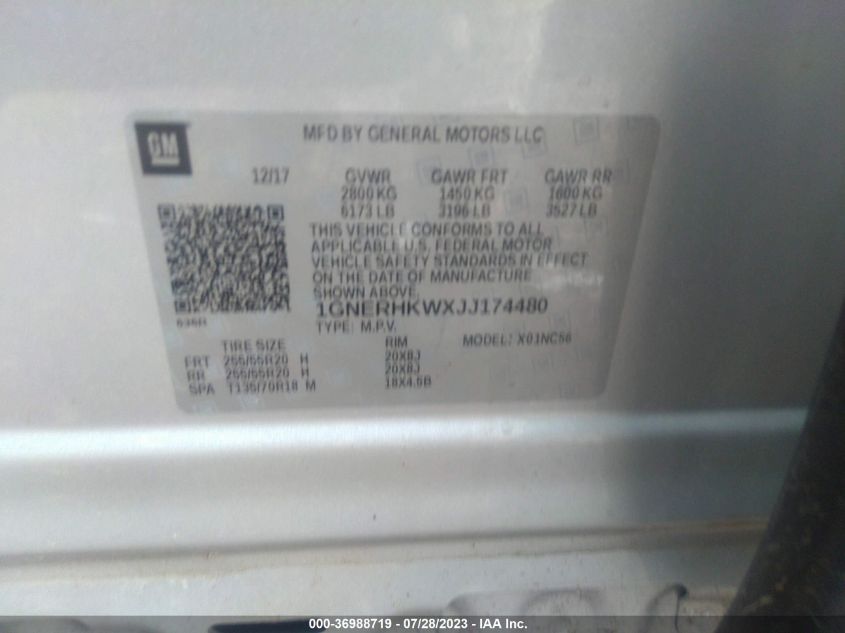 GM
MFD BY GENERAL MOTORS LLC
12/17 GVWR GAWR FRT GAWR RR
2800 KG 1450 KG 1600 KG
6173 LB 3196 LB 3527 LB
THIS VEHICLE CONFORMS TO ALL
APPLICABLE U.S. FEDERAL MOTOR
VEHICLE SAFETY STANDARDS IN EFFECT
ON THE DATE OF MANUFACTURE
SHOWN ABOVE.
1GNERHKWXJJ174480
TYPE: M.P.V.
TIRE SIZE RIM MODEL: X01NC56
FRT 255/55R20 H 20X8J
RR 255/55R20 H 20X8J
SPA T135/70R18 M 18X4.5B
000-36988719 - 07/28/2023 - IAA Inc.